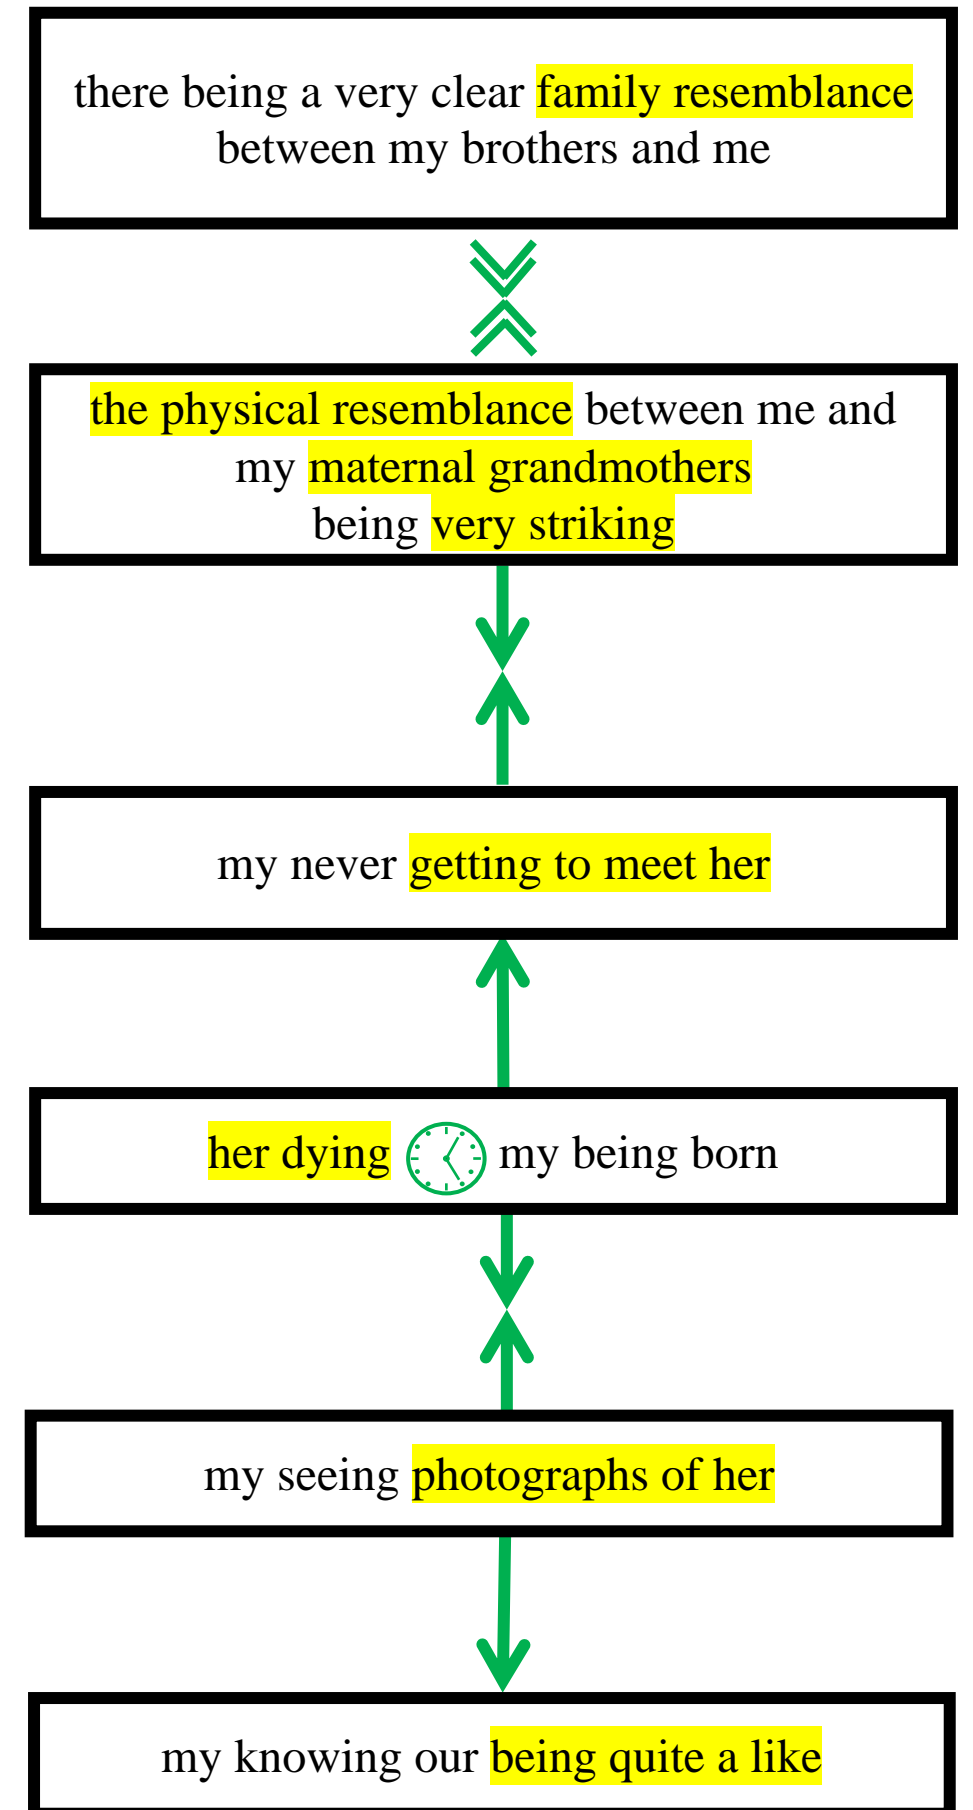 there being a very clear family resemblance
between my brothers and me
the physical resemblance between me and
my maternal grandmothers
being very striking
my never getting to meet her
her dying my being born
my seeing photographs of her
my knowing our being quite a like